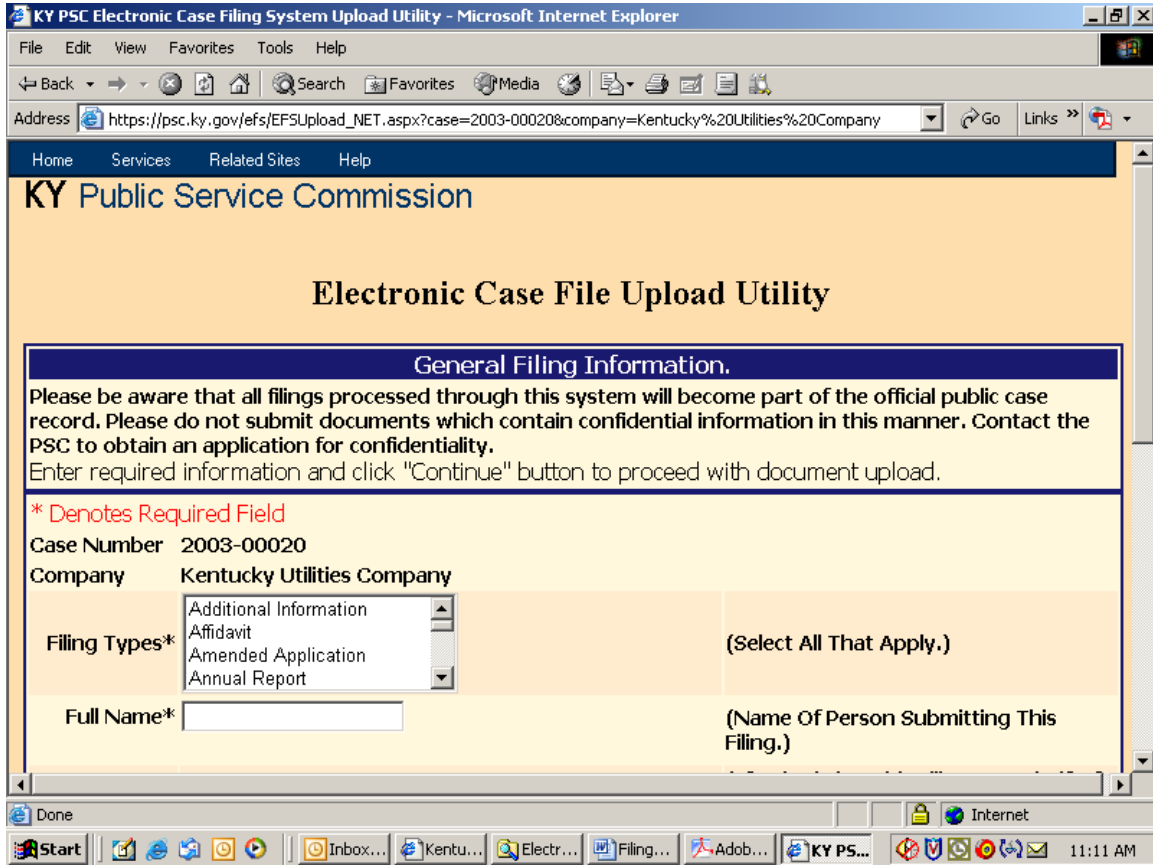 KY PSC Electronic Case Filing System Upload Utility - Microsoft Internet Explorer
File Edit View Favorites Tools Help
Back Search Favorites Media
Address https://psc.ky.gov/efs/EFSUpload_NET.aspx?case=2003-00020&company=Kentucky%20Utilities%20Company Go Links »
Home Services Related Sites Help
KY Public Service Commission
Electronic Case File Upload Utility
General Filing Information.
Please be aware that all filings processed through this system will become part of the official public case
record. Please do not submit documents which contain confidential information in this manner. Contact the
PSC to obtain an application for confidentiality.
Enter required information and click "Continue" button to proceed with document upload.
* Denotes Required Field
Case Number 2003-00020
Company Kentucky Utilities Company
Filing Types*
Additional Information
Affidavit
Amended Application
Annual Report
(Select All That Apply.)
Full Name*
(Name Of Person Submitting This
Filing.)
Done Internet
Start Inbox... Kentu... Electr... Filing... Adob... KY PS... 11:11 AM